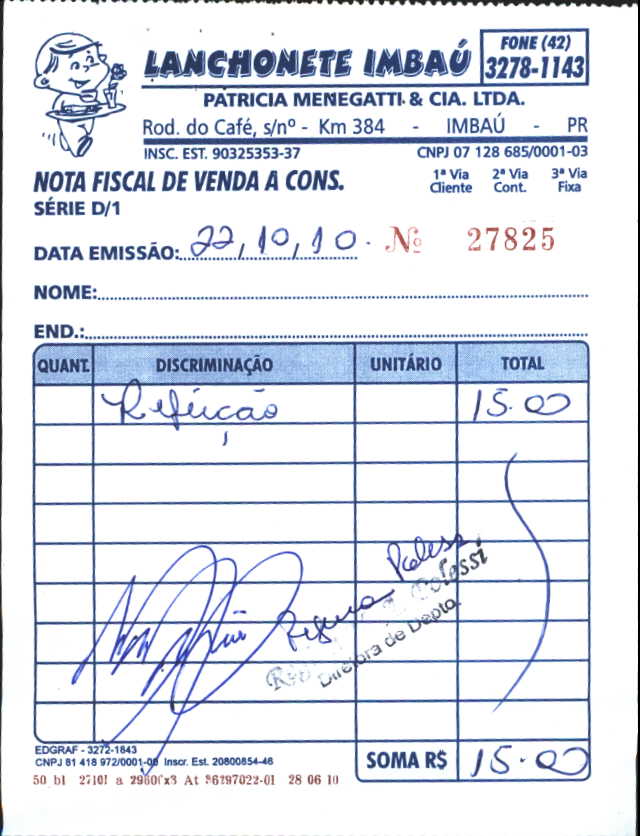 LANCHONETE IMBAÚ
FONE (42)
3278-1143
PATRICIA MENEGATTI & CIA. LTDA.
Rod. do Café, s/nº - Km 384 - IMBAÚ - PR
INSC. EST. 90325353-37
CNPJ 07 128 685/0001-03
NOTA FISCAL DE VENDA A CONS.
1ª Via Cliente 2ª Via Cont. 3ª Via Fixa
SÉRIE D/1
DATA EMISSÃO: 22,10,10
Nº 27825
NOME:
END.:
QUANT. DISCRIMINAÇÃO UNITÁRIO TOTAL
Refeição 15.00
Diretora de Depto.
EDGRAF - 3272-1843
CNPJ 81 418 972/0001-09 Inscr. Est. 20800854-46
SOMA R$ 15.00
50 bl 27101 a 29600x3 At 28 06 10